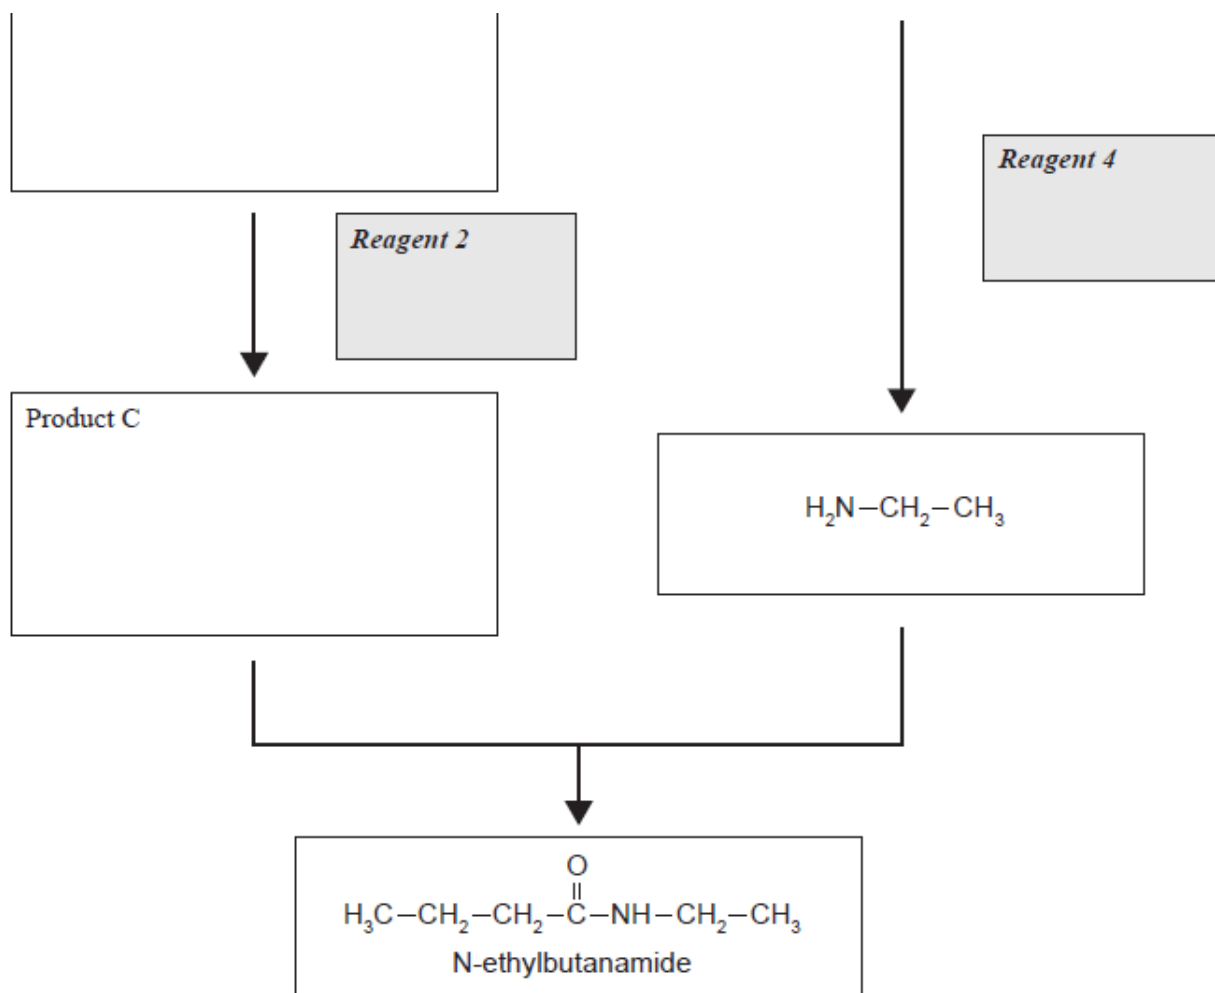 Reagent 4
Reagent 2
Product C
H₂N–CH₂–CH₃
O
H₃C–CH₂–CH₂–C–NH–CH₂–CH₃
N-ethylbutanamide